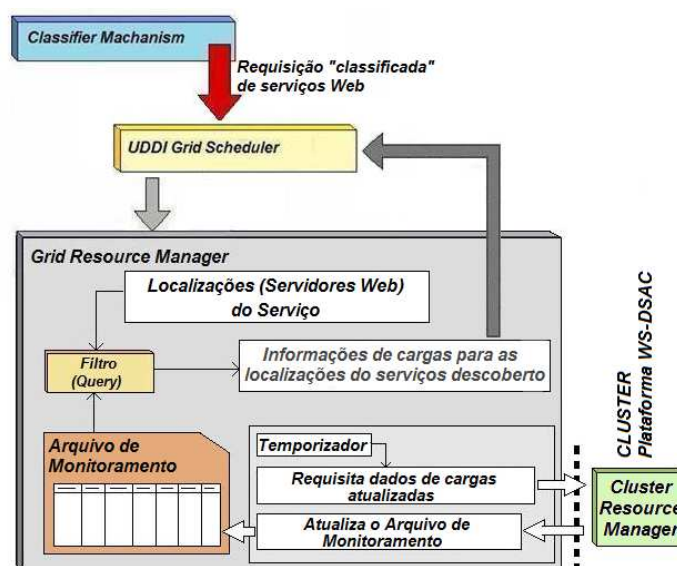 Classifier Machanism
Requisição "classificada"
de serviços Web
UDDI Grid Scheduler
Grid Resource Manager
Localizações (Servidores Web)
do Serviço
Filtro
(Query)
Informações de cargas para as
localizações do serviços descoberto
Arquivo de
Monitoramento
Temporizador
Requisita dados de cargas
atualizadas
Atualiza o Arquivo de
Monitoramento
CLUSTER
Plataforma WS-DSAC
Cluster
Resource
Manager